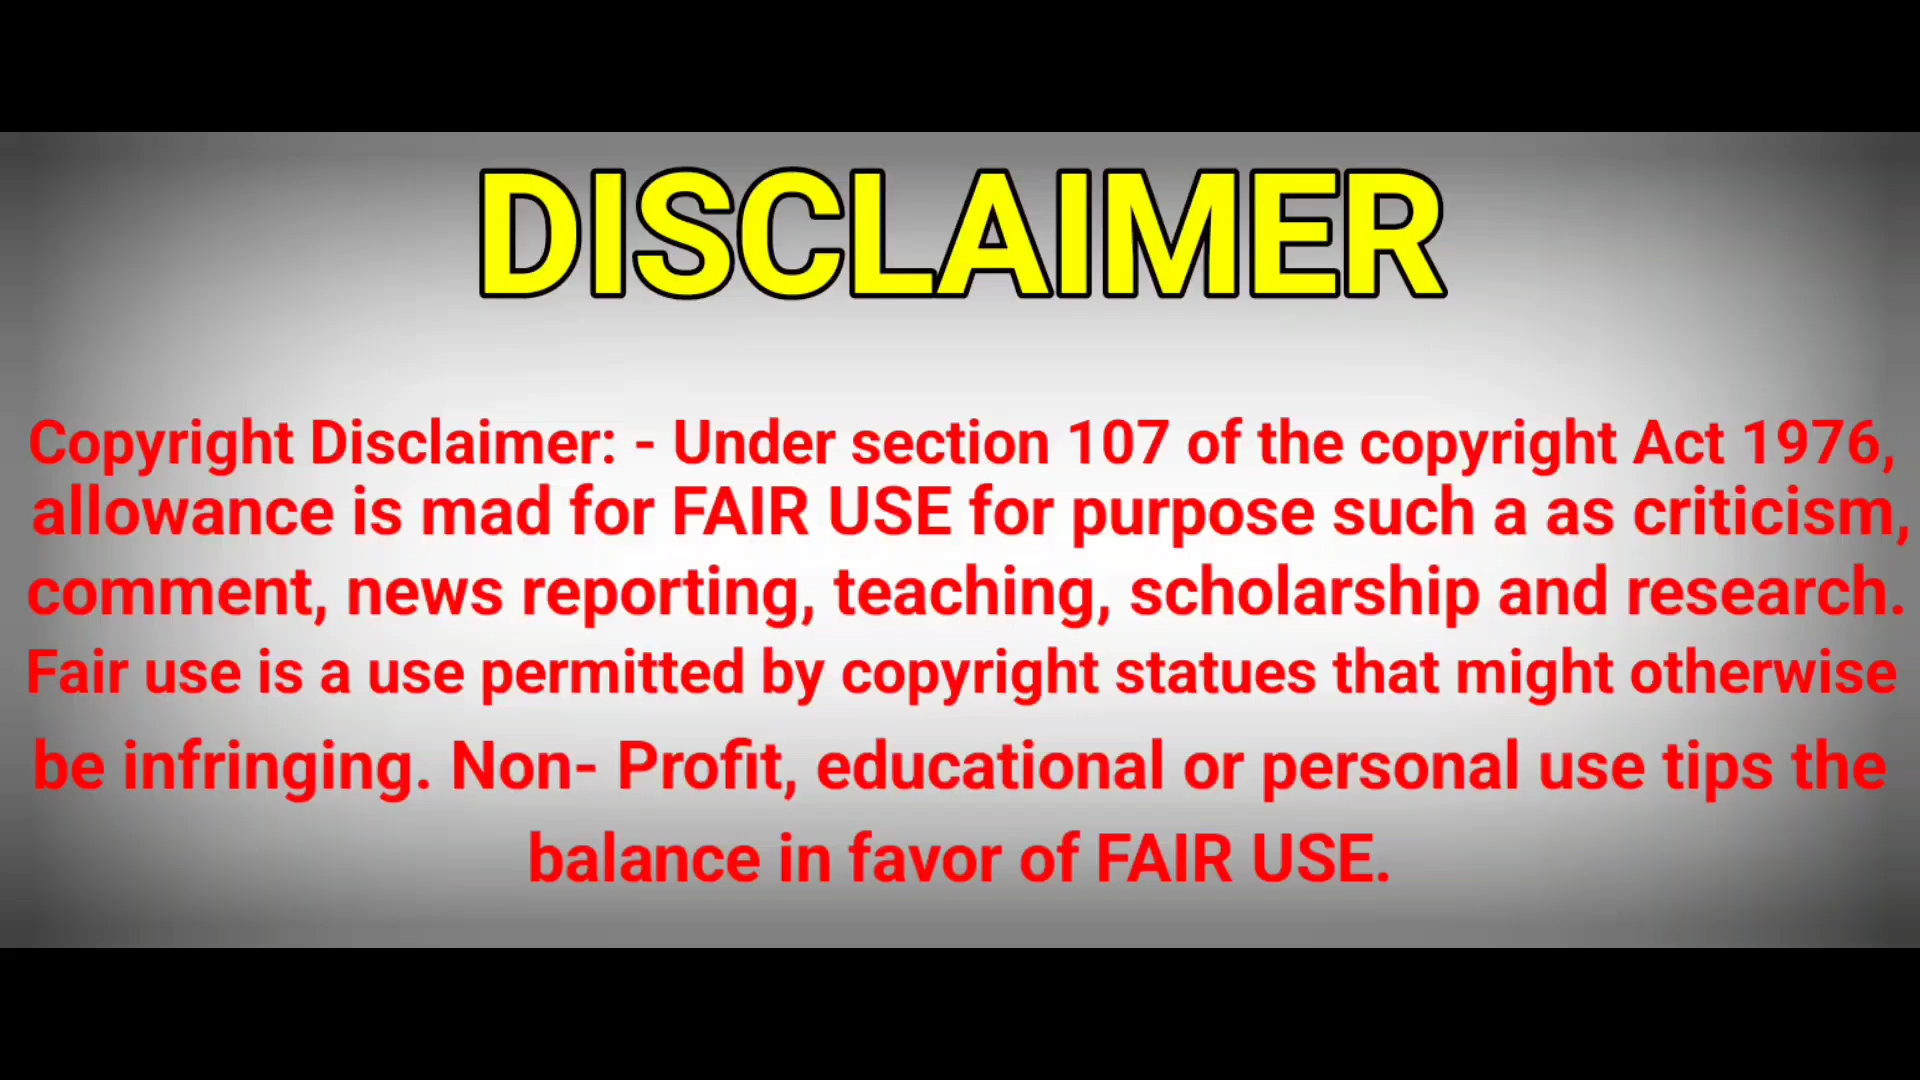 DISCLAIMER
Copyright Disclaimer: - Under section 107 of the copyright Act 1976,
allowance is mad for FAIR USE for purpose such a as criticism,
comment, news reporting, teaching, scholarship and research.
Fair use is a use permitted by copyright statues that might otherwise
be infringing. Non- Profit, educational or personal use tips the
balance in favor of FAIR USE.